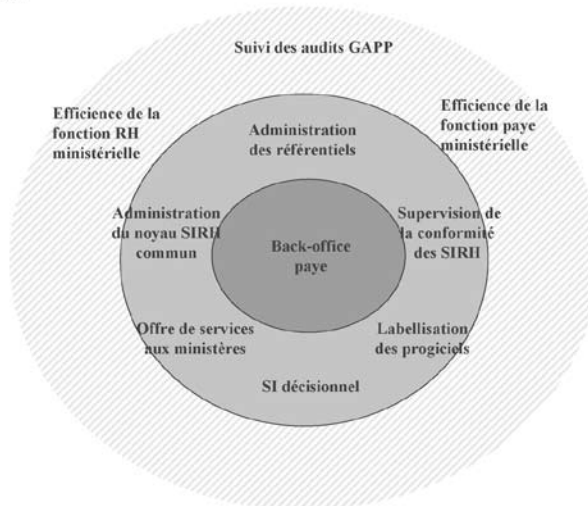 Suivi des audits GAPP
Efficience de la
fonction RH
ministérielle
Efficience de la
fonction paye
ministérielle
Administration
des référentiels
Administration
du noyau SIRH
commun
Supervision de
la conformité
des SIRH
Back-office
paye
Offre de services
aux ministères
Labellisation
des progiciels
SI décisionnel